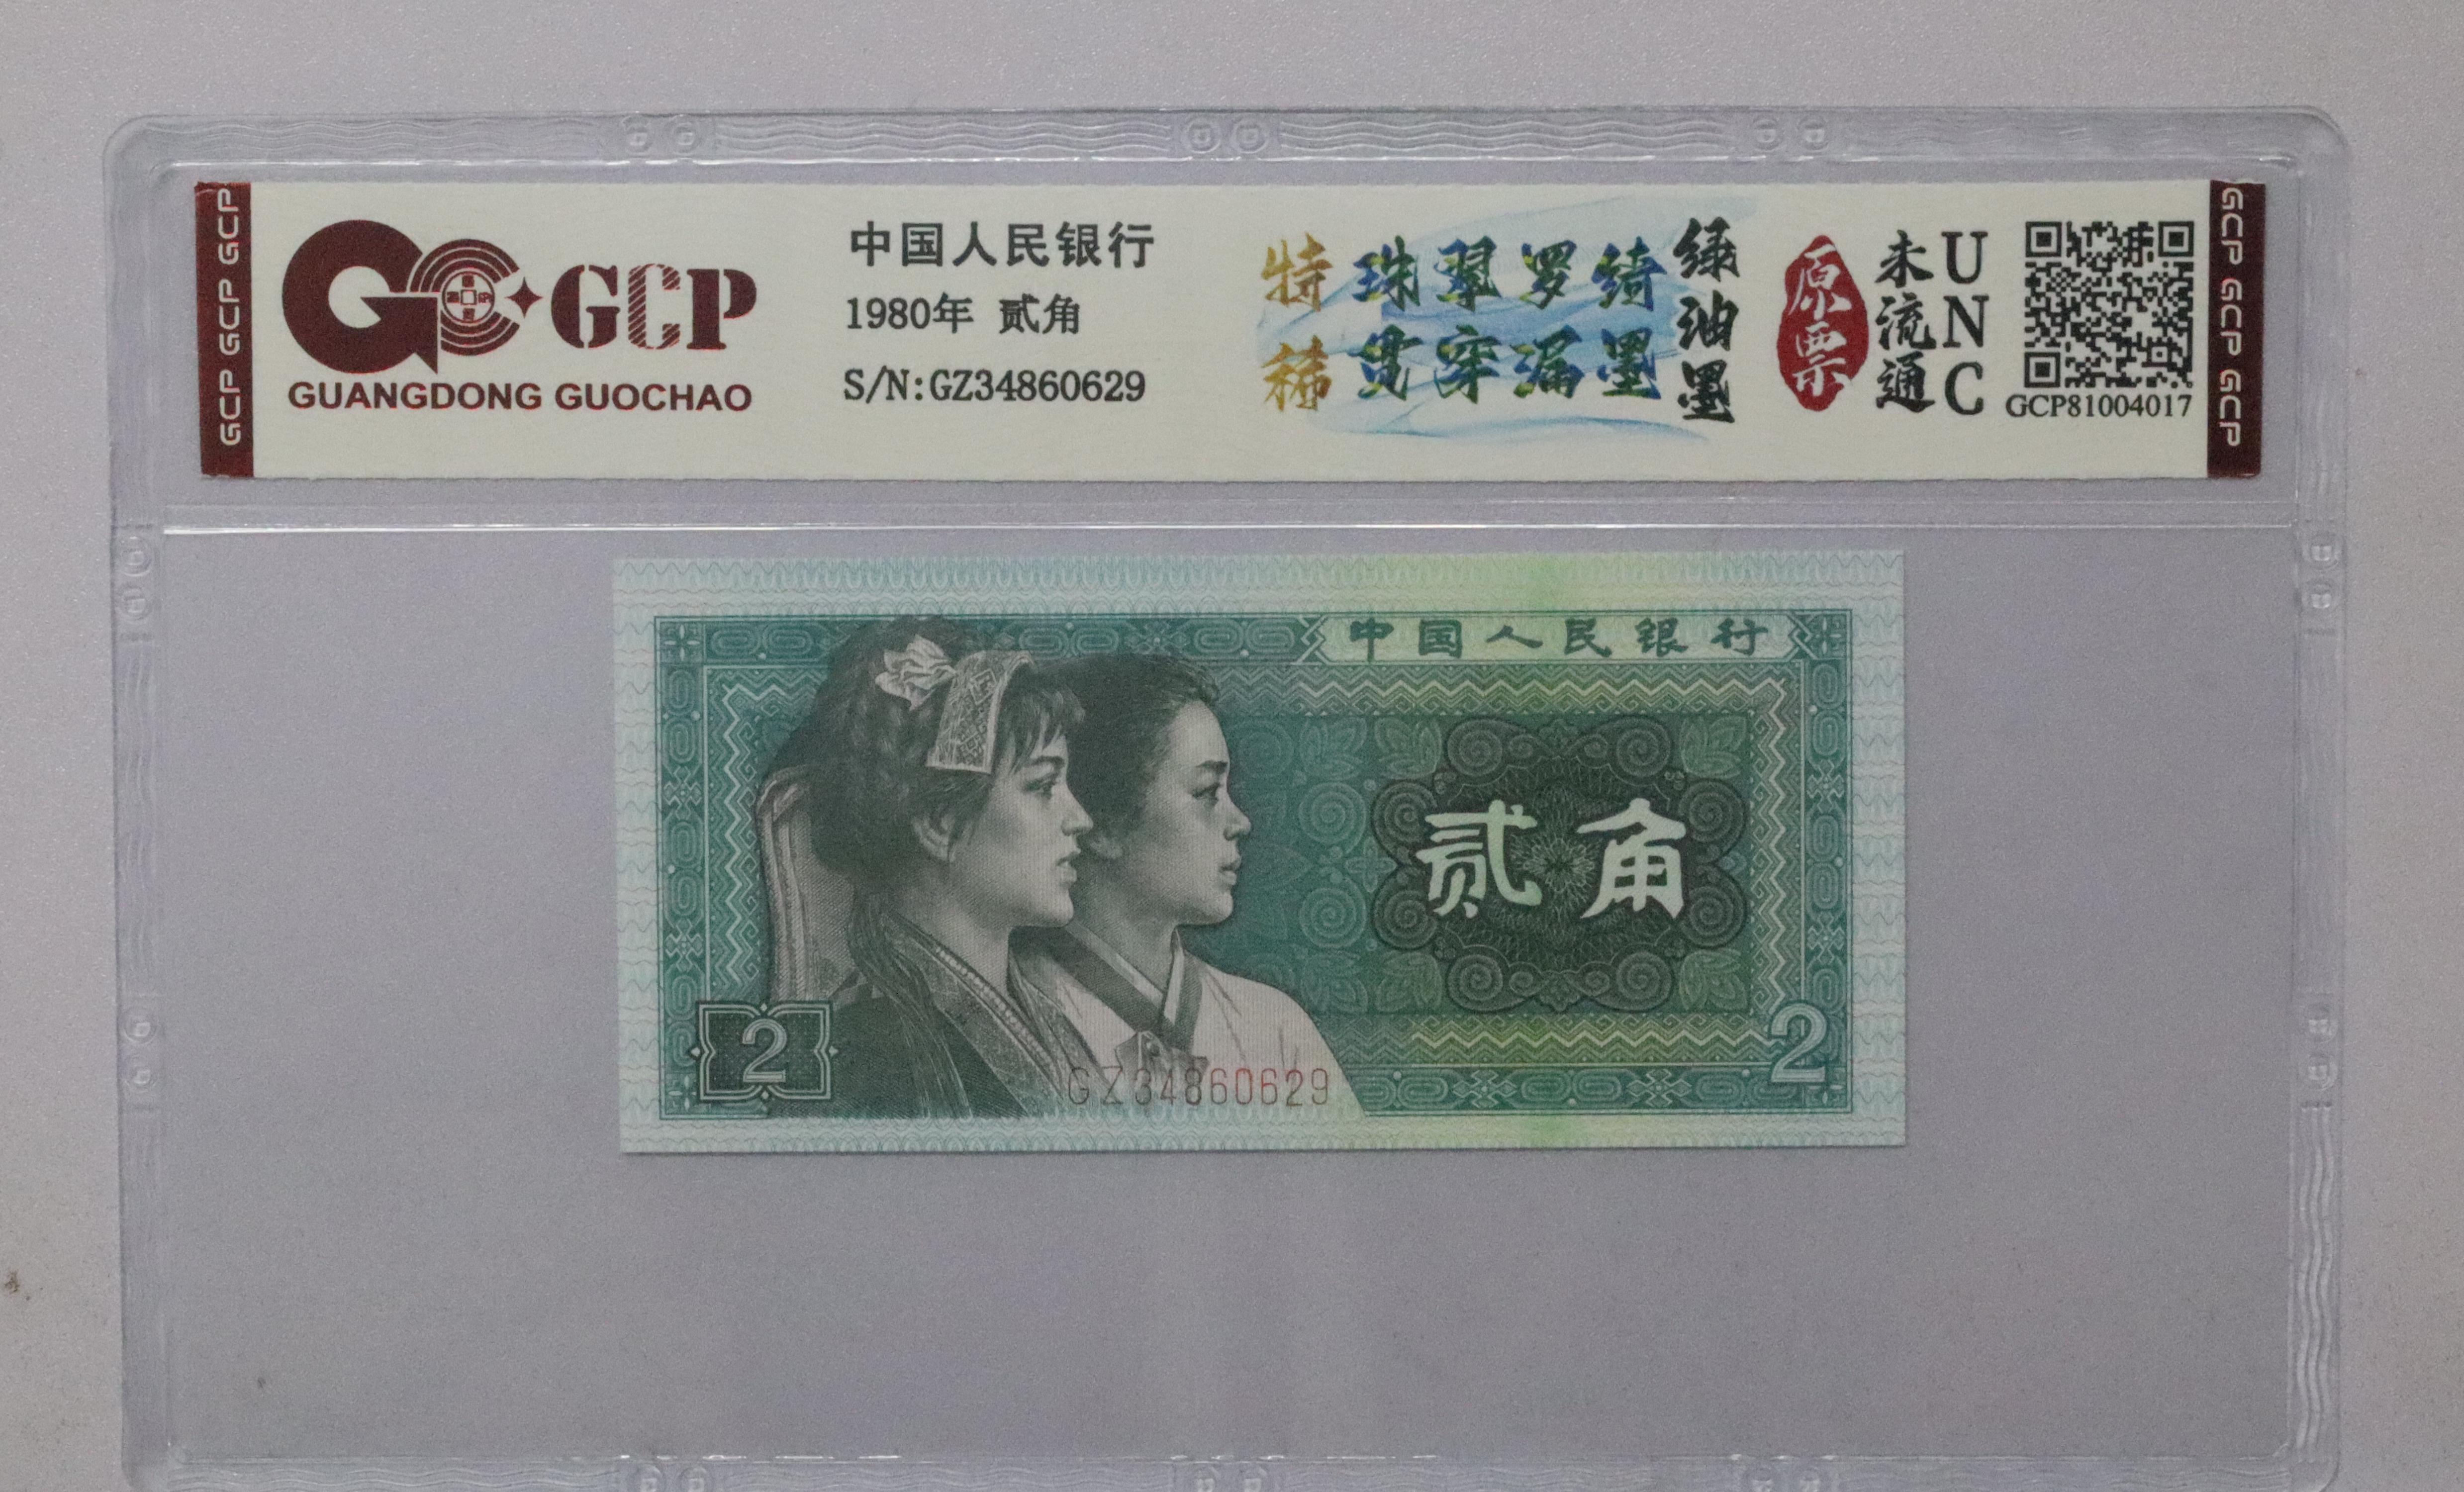 GCP GCP GCP
GCP
GUANGDONG GUOCHAO
中国人民银行
1980年 贰角
S/N:GZ34860629
特稀
珠翠罗绮
贯穿漏墨
绿油墨
原票
未流通
UNC
GCP81004017
GCP GCP GCP
中国人民银行
贰角
2
2
GZ34860629